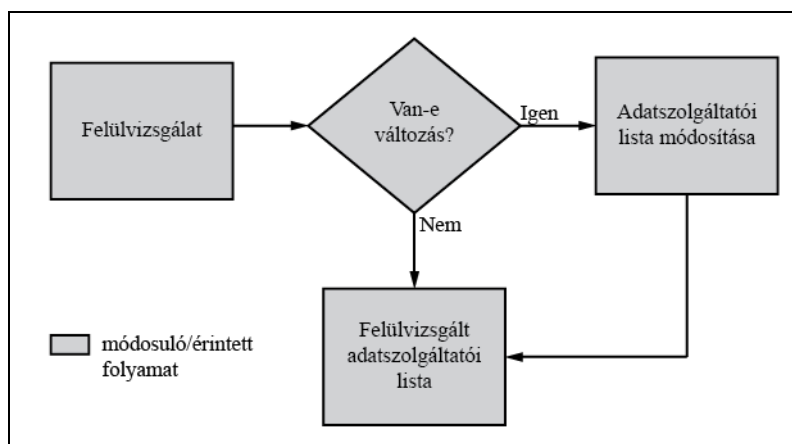 Felülvizsgálat
Van-e
változás?
Igen
Adatszolgáltatói
lista módosítása
Nem
Felülvizsgált
adatszolgáltatói
lista
módosuló/érintett
folyamat